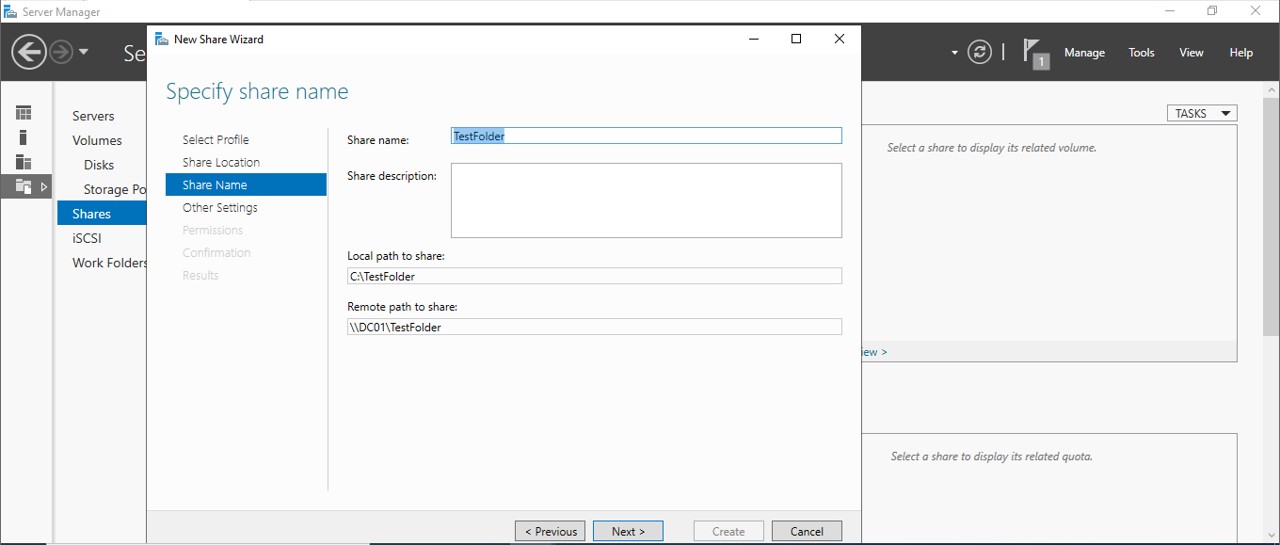 Server Manager
New Share Wizard
Se
1
Manage
Tools
View
Help
Specify share name
Servers
Volumes
Disks
Storage Po
Shares
iSCSI
Work Folders
Select Profile
Share Location
Share Name
Other Settings
Permissions
Confirmation
Results
Share name:
TestFolder
Share description:
Local path to share:
C:\TestFolder
Remote path to share:
\\DC01\TestFolder
< Previous
Next >
Create
Cancel
TASKS
Select a share to display its related volume.
iew >
Select a share to display its related quota.